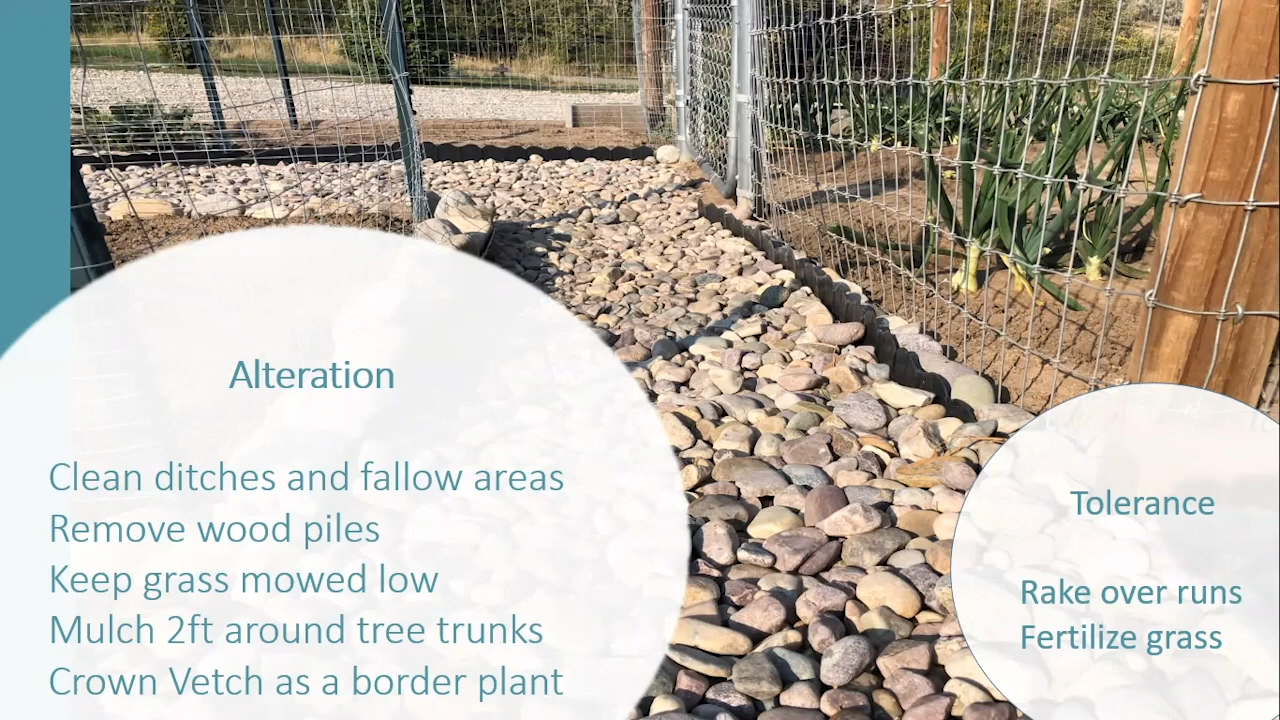 Alteration
Clean ditches and fallow areas
Remove wood piles
Keep grass mowed low
Mulch 2ft around tree trunks
Crown Vetch as a border plant
Tolerance
Rake over runs
Fertilize grass